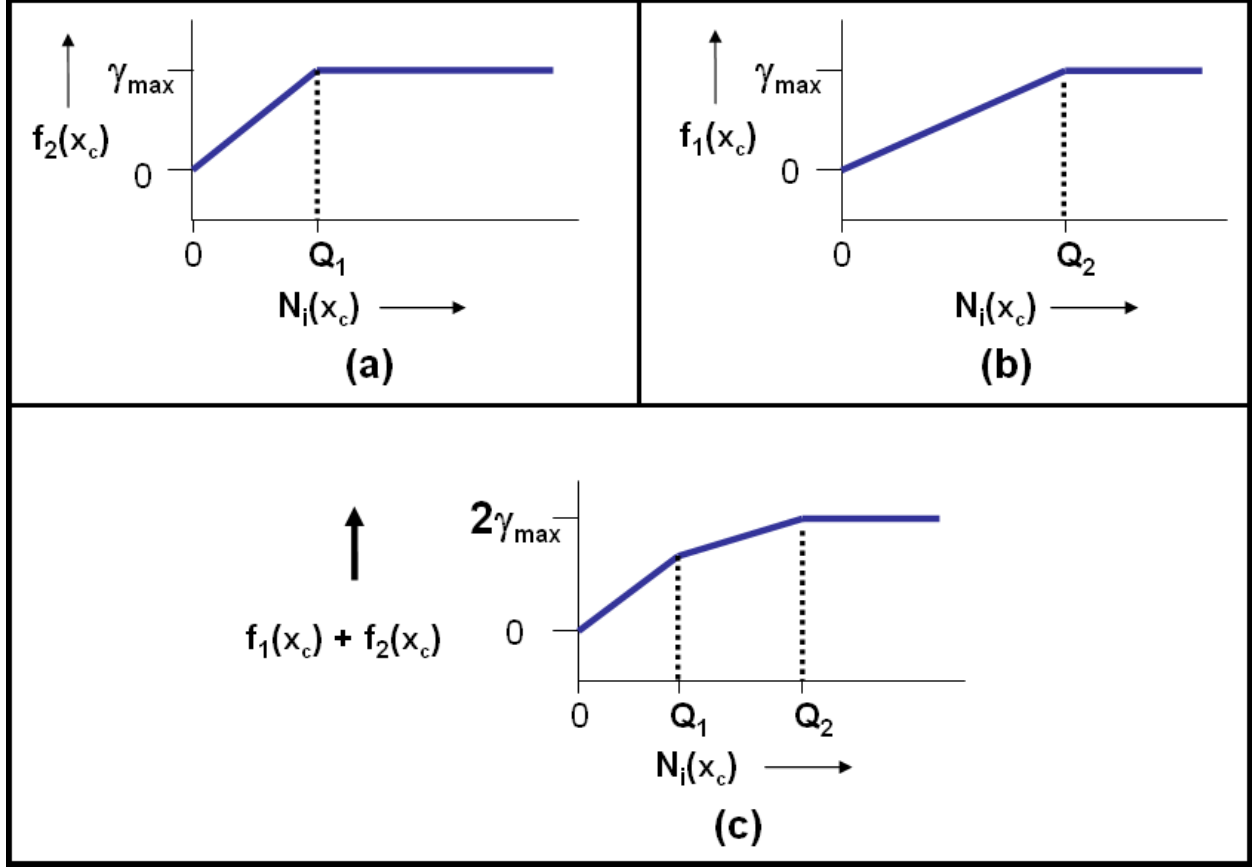 γmax
f2(xc)
0
0
Q1
Ni(xc)
(a)
γmax
f1(xc)
0
0
Q2
Ni(xc)
(b)
2γmax
0
f1(xc) + f2(xc)
0
Q1
Q2
Ni(xc)
(c)